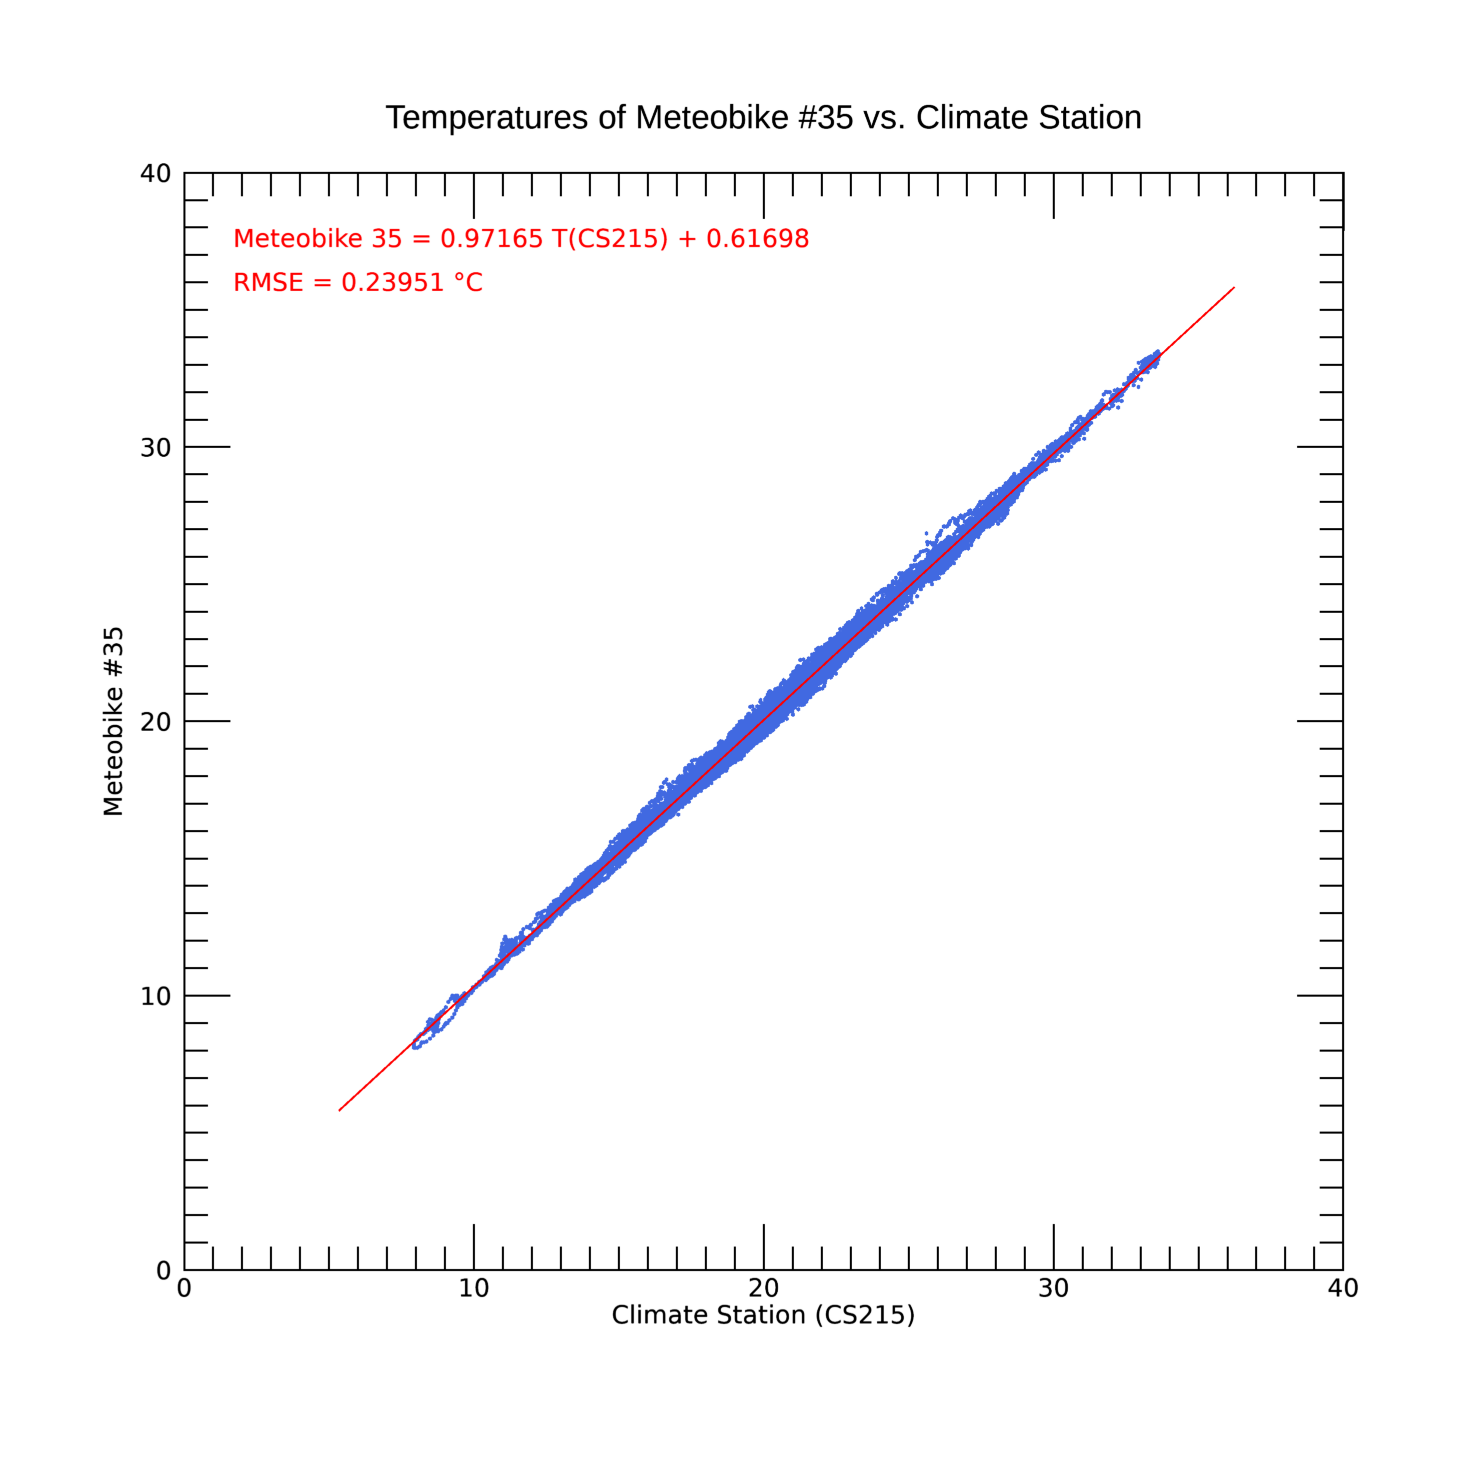 Temperatures of Meteobike #35 vs. Climate Station
40
Meteobike 35 = 0.97165 T(CS215) + 0.61698
RMSE = 0.23951 °C
30
Meteobike #35
20
10
0
0 10 20 30 40
Climate Station (CS215)